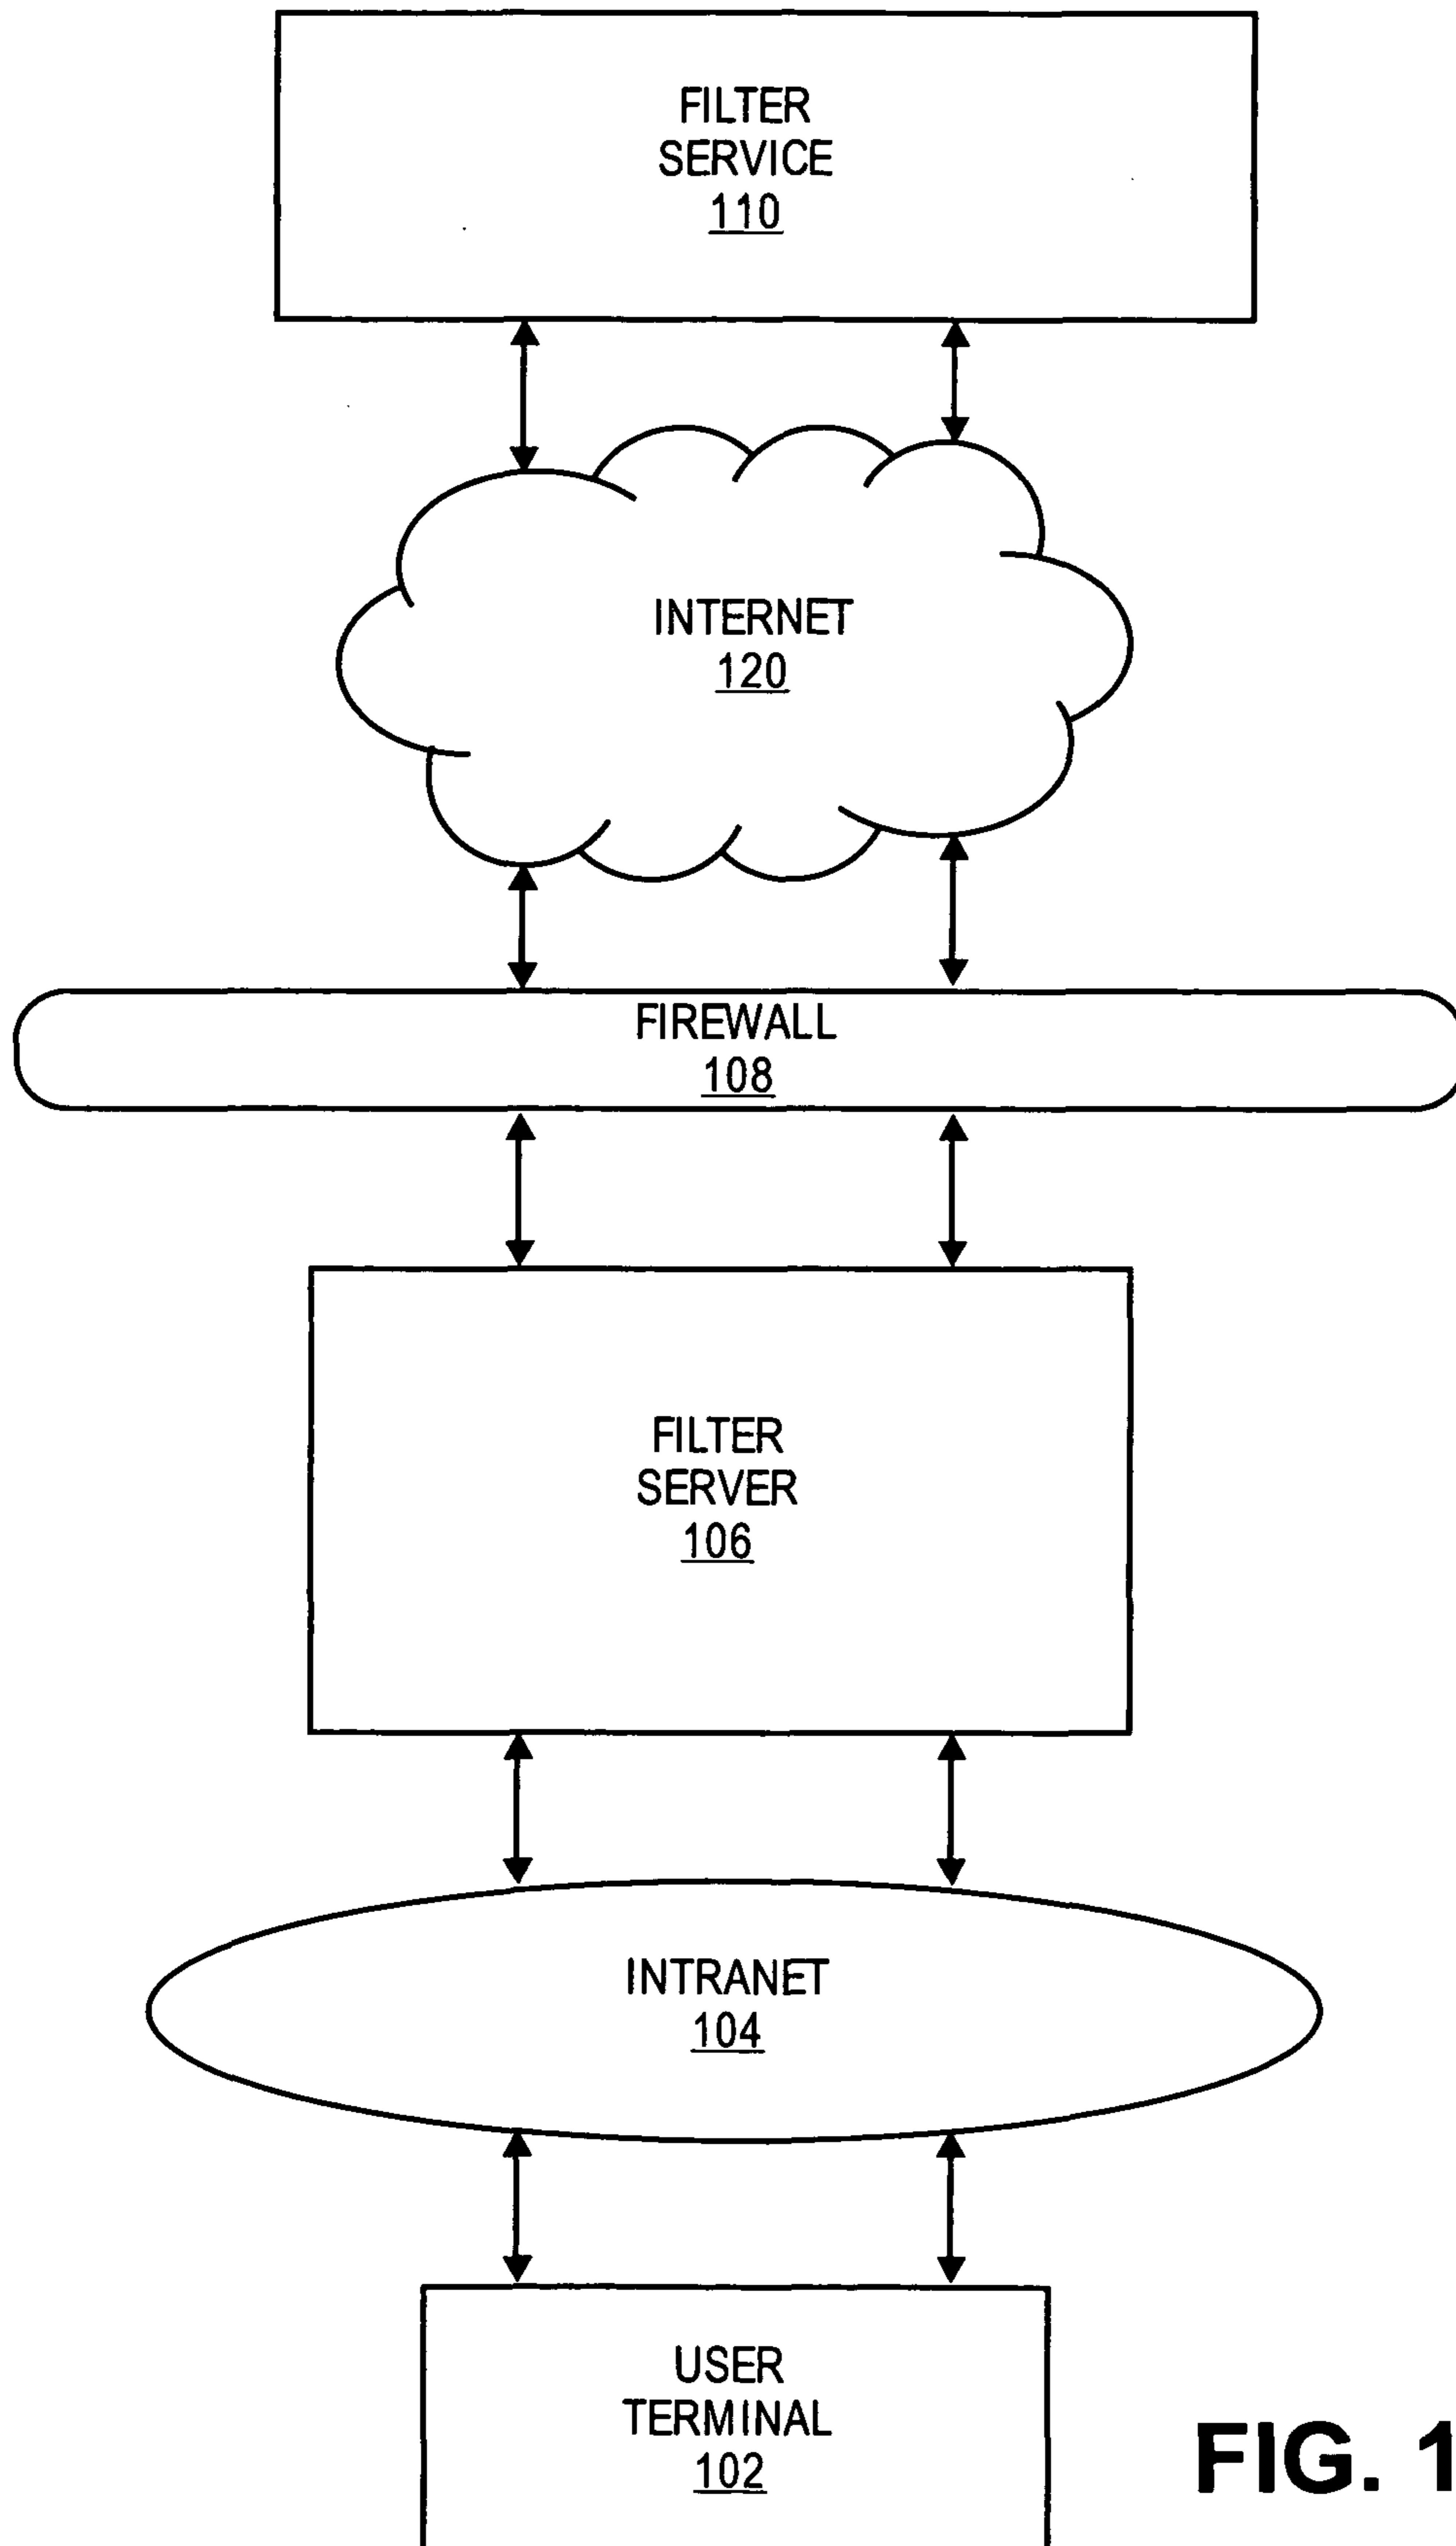 FILTER
SERVICE
110
INTERNET
120
FIREWALL
108
FILTER
SERVER
106
INTRANET
104
USER
TERMINAL
102
FIG. 1